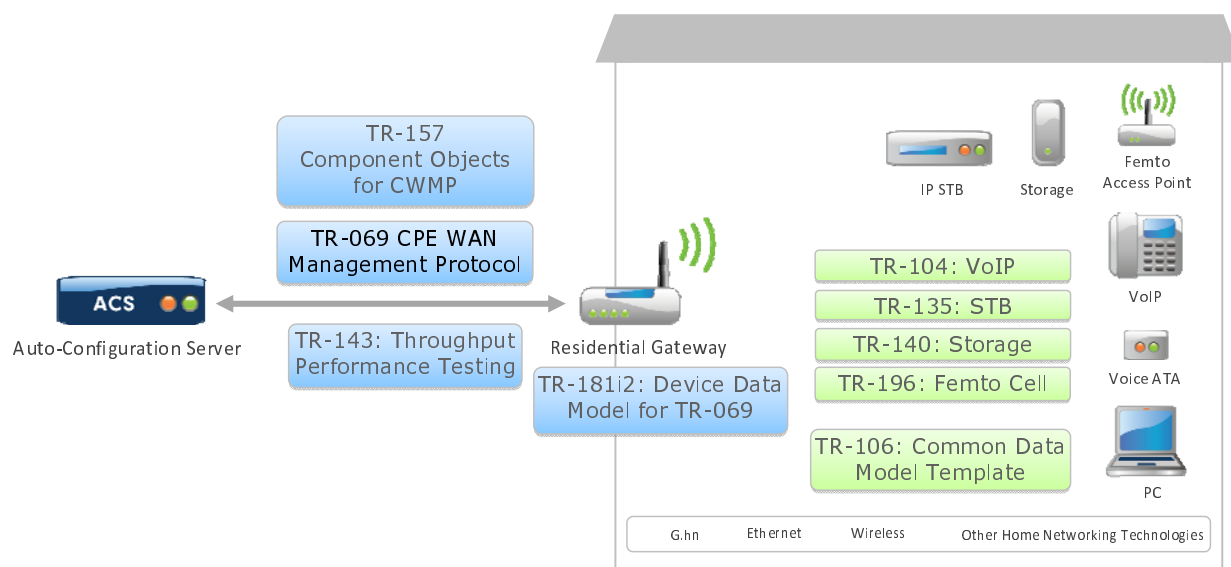 TR-157
Component Objects
for CWMP
TR-069 CPE WAN
Management Protocol
ACS
Auto-Configuration Server
TR-143: Throughput
Performance Testing
Residential Gateway
TR-181i2: Device Data
Model for TR-069
IP STB
Storage
Femto
Access Point
TR-104: VoIP
TR-135: STB
TR-140: Storage
TR-196: Femto Cell
TR-106: Common Data
Model Template
VoIP
Voice ATA
PC
G.hn Ethernet Wireless Other Home Networking Technologies